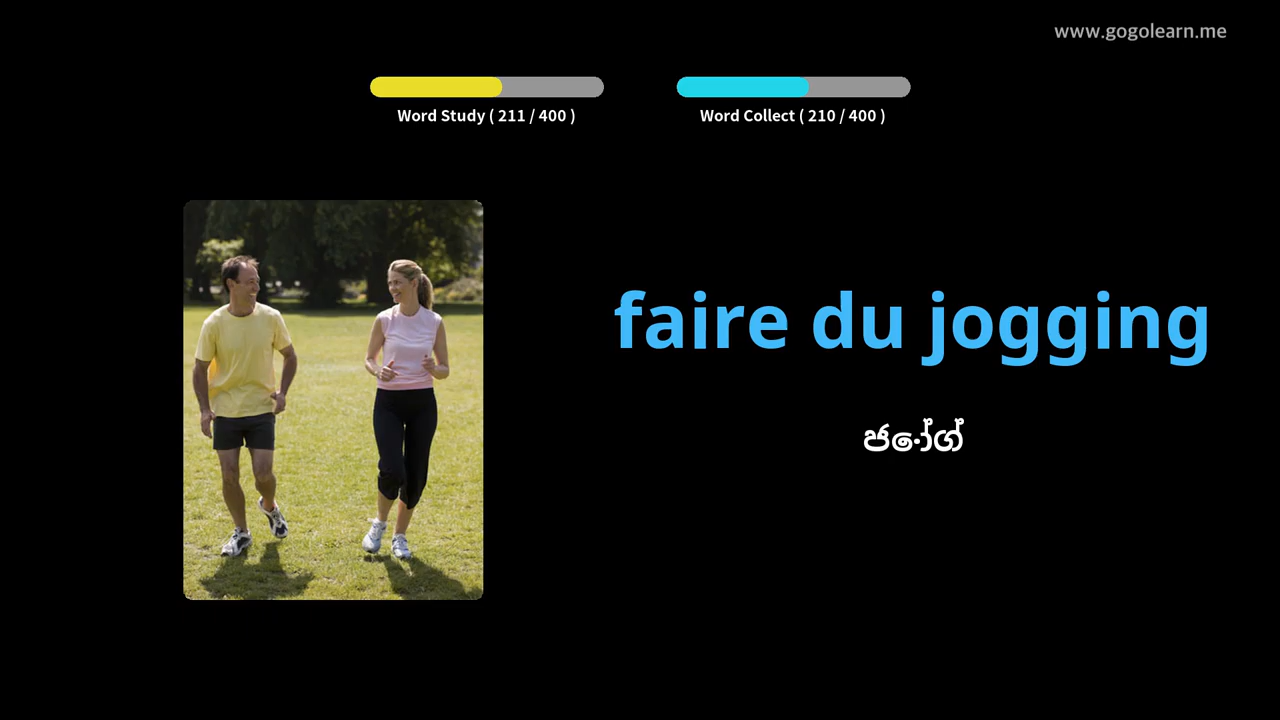 www.gogolearn.me
Word Study ( 211 / 400 )
Word Collect ( 210 / 400 )
faire du jogging
ජෝග්